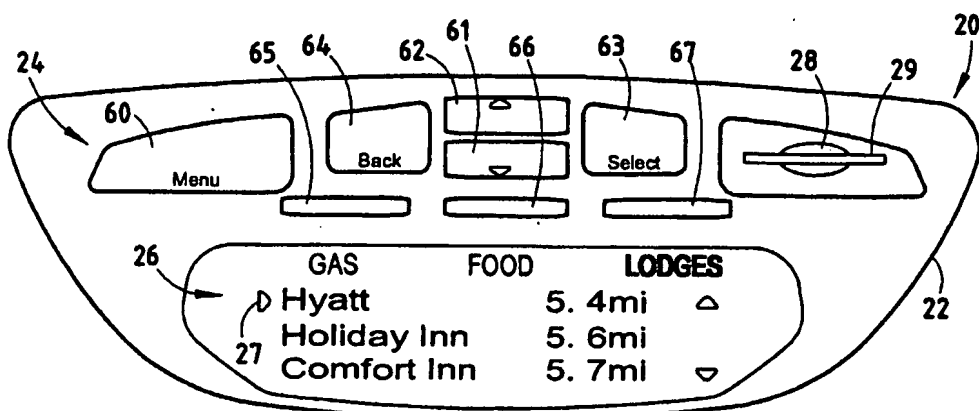 65 64 62 61 66 63 67 28 29 20
24
60
Menu Back Select
26 GAS FOOD LODGES 22
Hyatt 5. 4mi
27 Holiday Inn 5. 6mi
Comfort Inn 5. 7mi